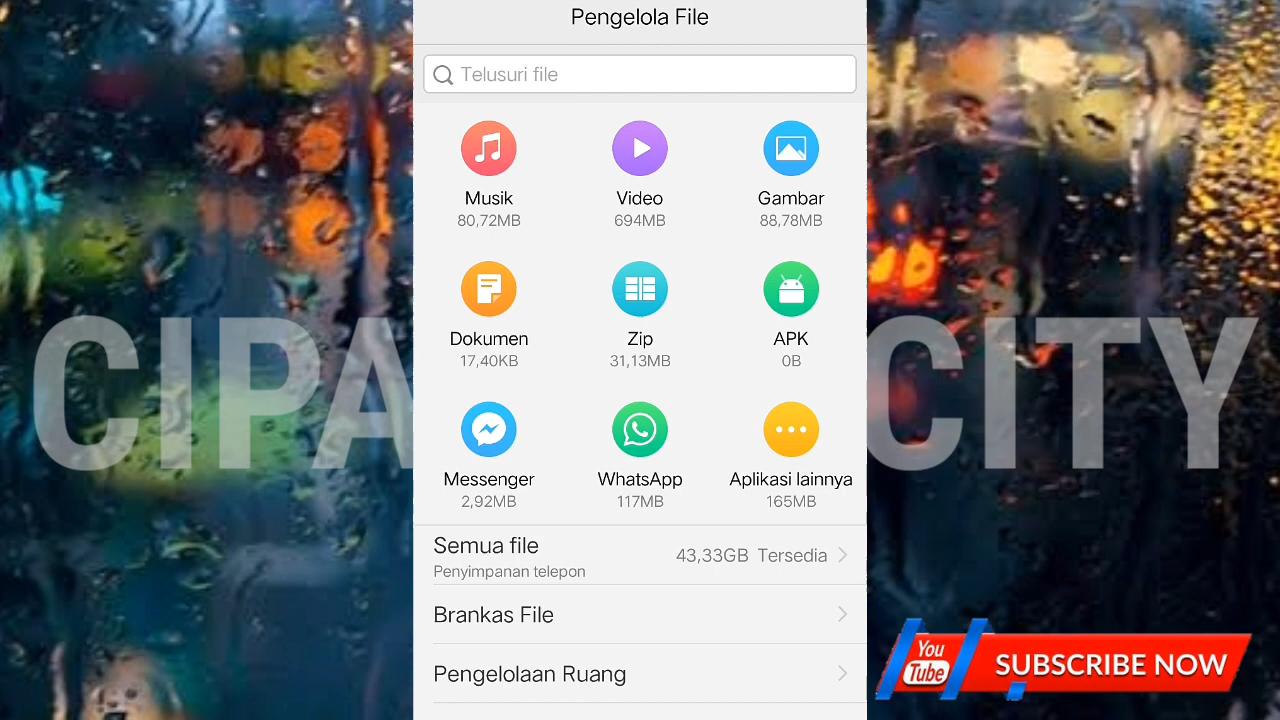 Pengelola File
Telusuri file
Musik Video Gambar
80,72MB 694MB 88,78MB
Dokumen Zip APK
17,40KB 31,13MB 0B
Messenger WhatsApp Aplikasi lainnya
2,92MB 117MB 165MB
Semua file
43,33GB Tersedia
Penyimpanan telepon
Brankas File
Pengelolaan Ruang
CIPA CITY
You
Tube
SUBSCRIBE NOW